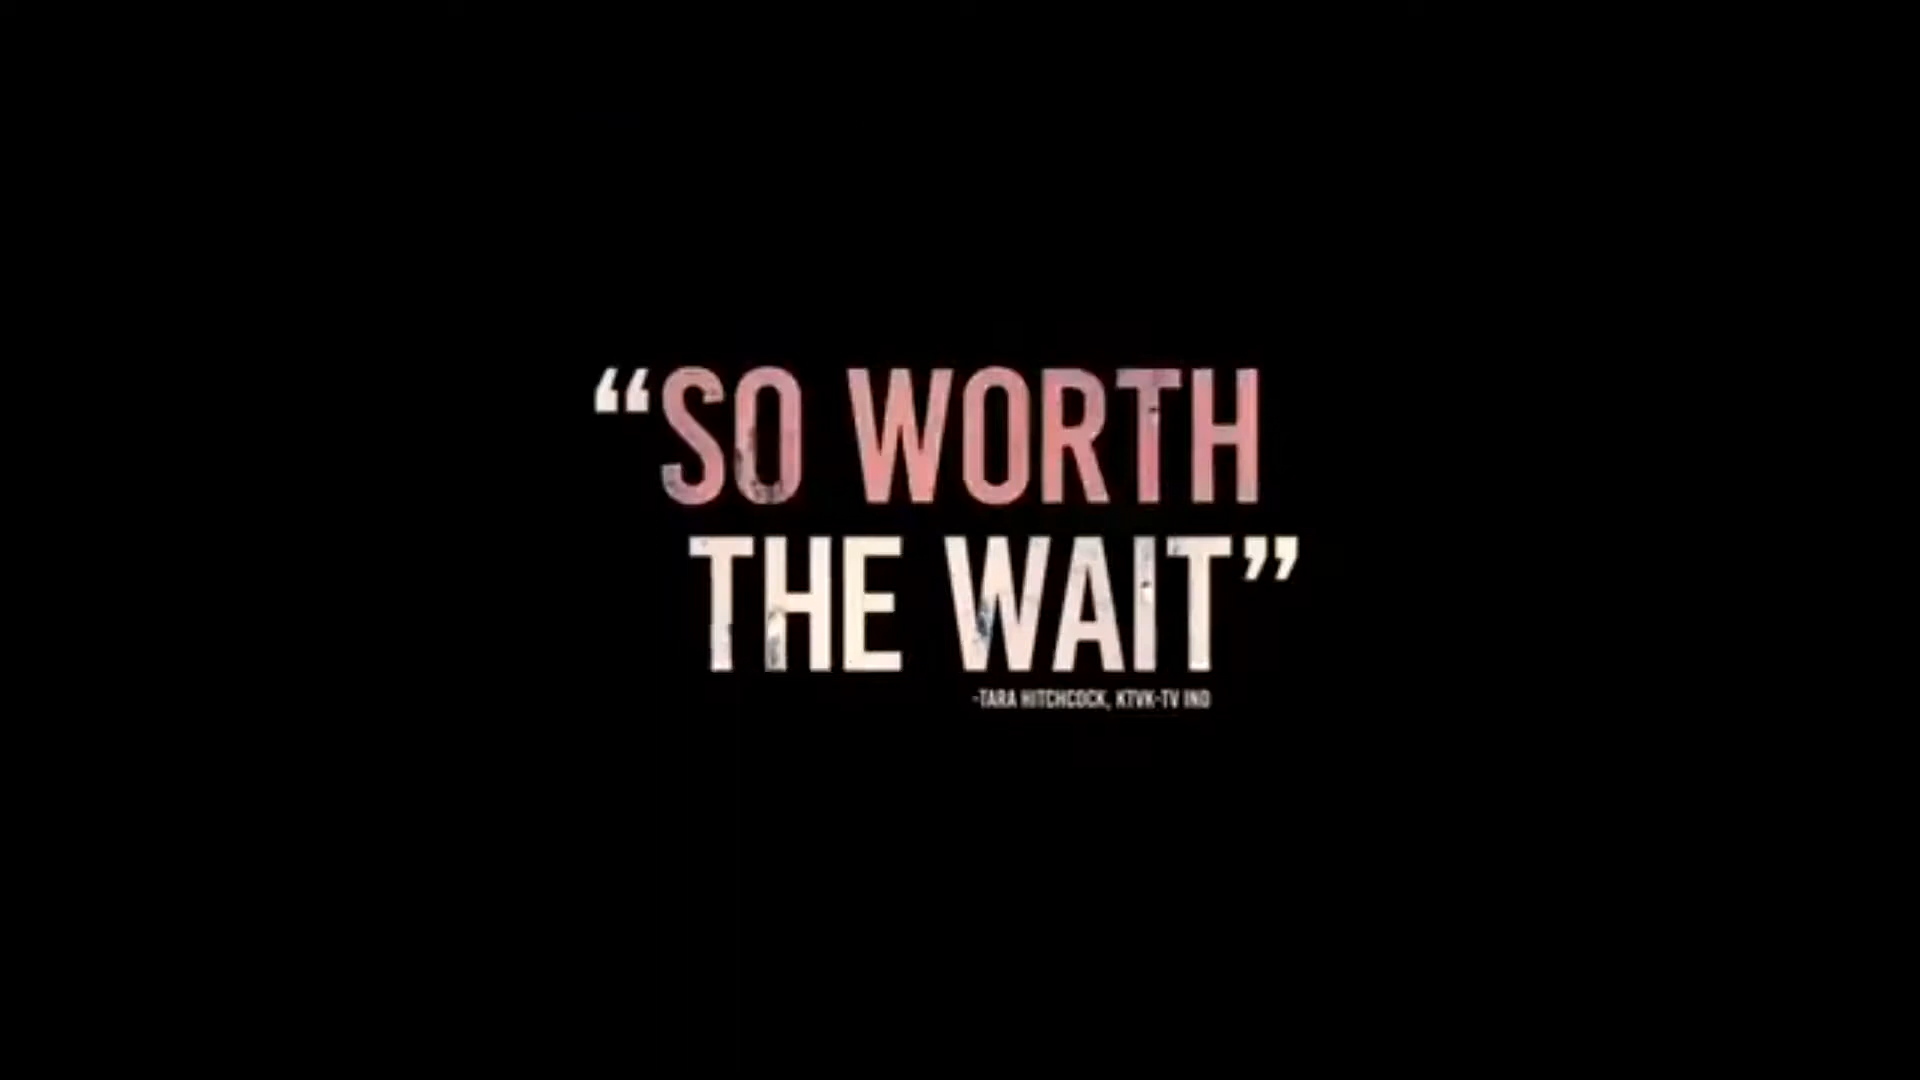 “SO WORTH
THE WAIT”
-TARA HITCHCOCK, KTVK-TV IND